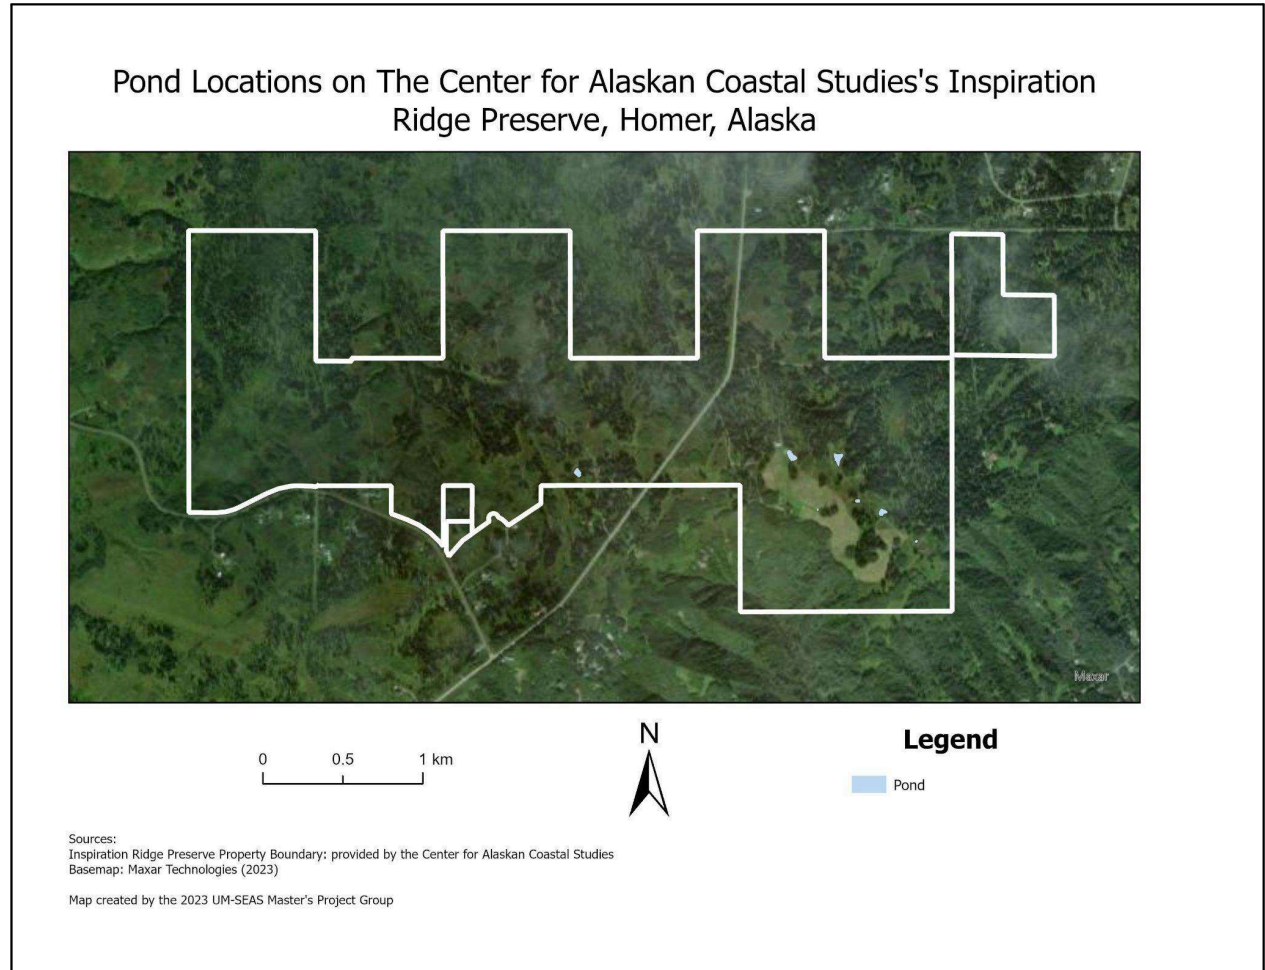 Pond Locations on The Center for Alaskan Coastal Studies's Inspiration
Ridge Preserve, Homer, Alaska
Maxar
N
Legend
0 0.5 1 km
Pond
Sources:
Inspiration Ridge Preserve Property Boundary: provided by the Center for Alaskan Coastal Studies
Basemap: Maxar Technologies (2023)
Map created by the 2023 UM-SEAS Master's Project Group